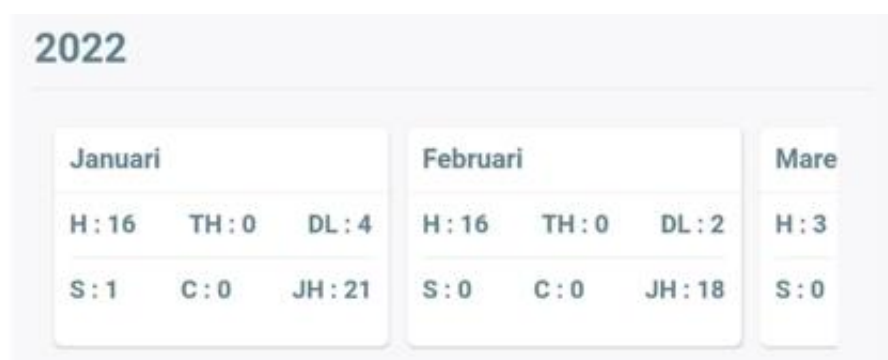 2022
Januari
H : 16 TH : 0 DL : 4
S : 1 C : 0 JH : 21
Februari
H : 16 TH : 0 DL : 2
S : 0 C : 0 JH : 18
Mare
H : 3
S : 0